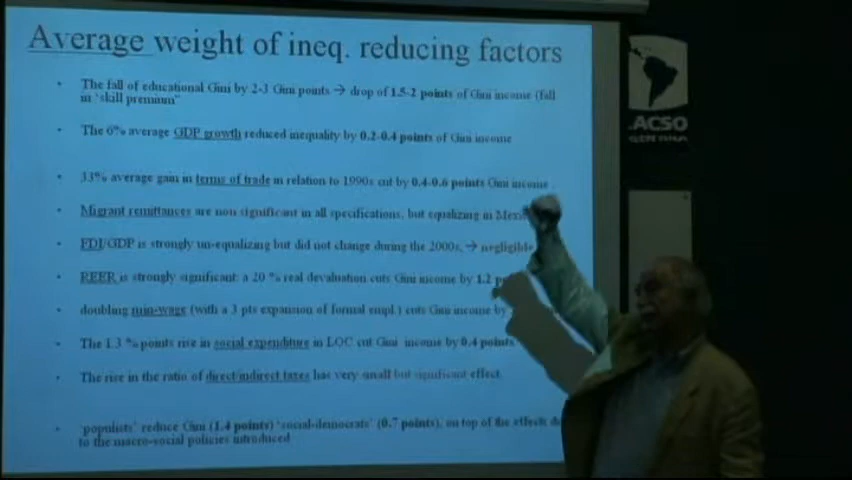 Average weight of ineq. reducing factors
• The fall of educational Gini by 2-3 Gini points → drop of 1.5-2 points of Gini income (fall
in 'skill premium"
• The 6% average GDP growth reduced inequality by 0.2-0.4 points of Gini income
• 33% average gain in terms of trade in relation to 1990s cut by 0.4-0.6 points Gini income
• Migrant remittances are non significant in all specifications, but equalizing in
• FDI/GDP is strongly un-equalizing but did not change during the 2000s, → negligible
• REER is strongly significant: a 20 % real devaluation cuts Gini income by 1.2
• doubling min-wage (with a 3 pts expansion of formal empl.) cuts Gini income by
• The 1.3 % points rise in social expenditure in LOC cut Gini income by 0.4 points
• The rise in the ratio of direct/indirect taxes has very small but significant effect
• 'populists' reduce Gini (1.4 points) 'social-democrats' (0.7 points), on top of the effects
to the macro-social policies introduced
ACSO